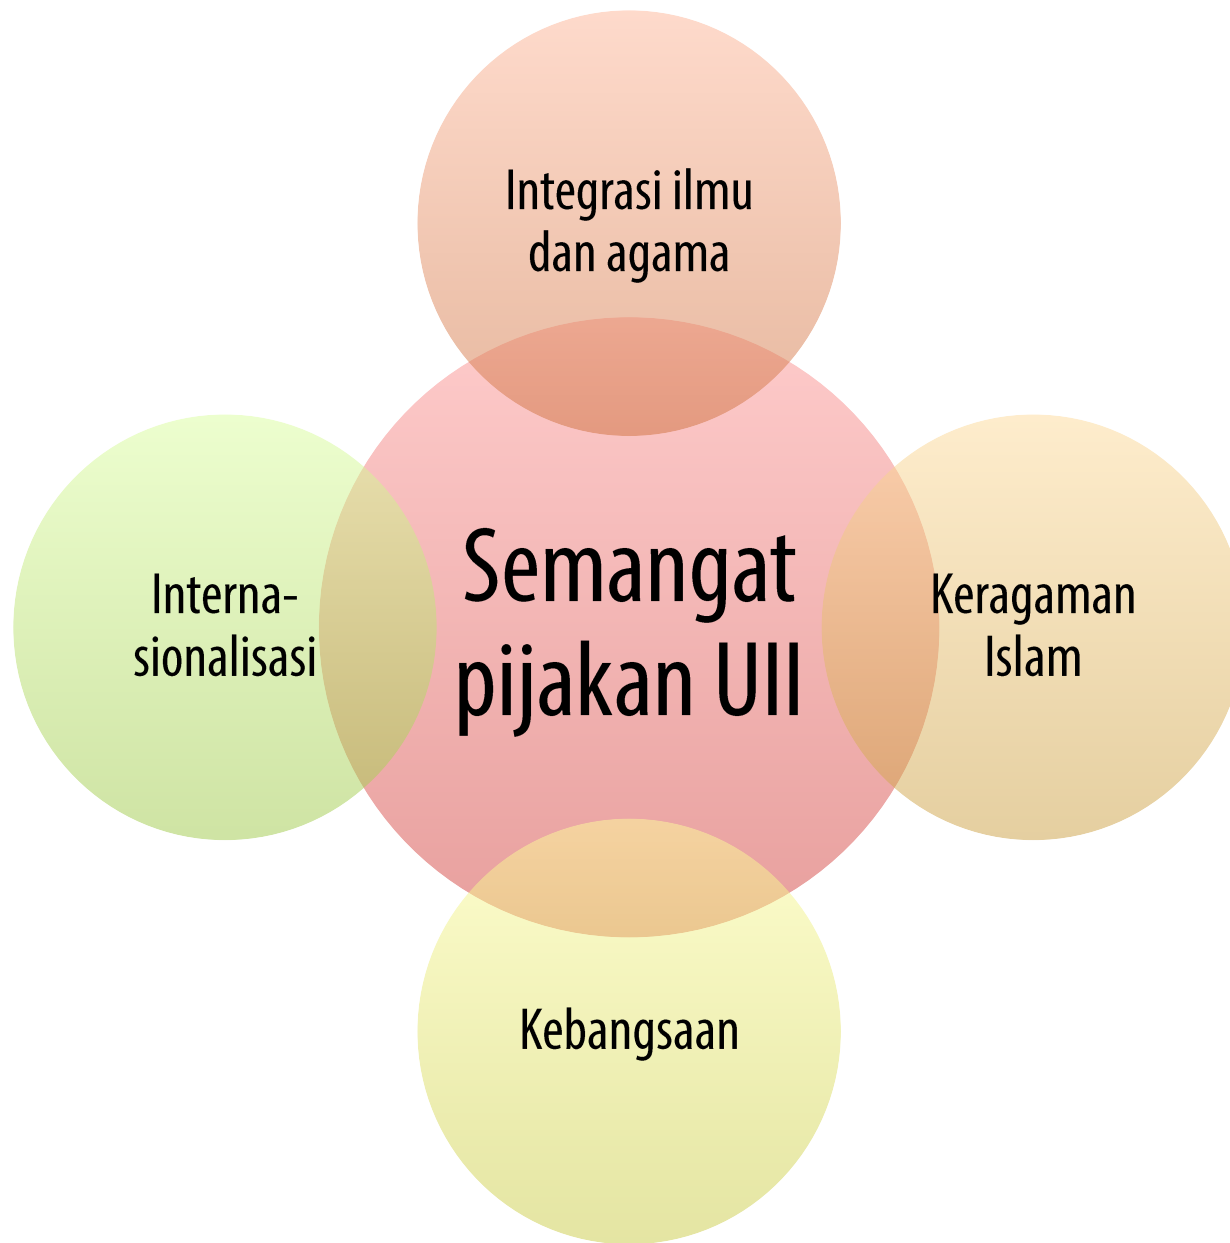 Integrasi ilmu
dan agama
Interna-
sionalisasi
Semangat
pijakan UII
Keragaman
Islam
Kebangsaan